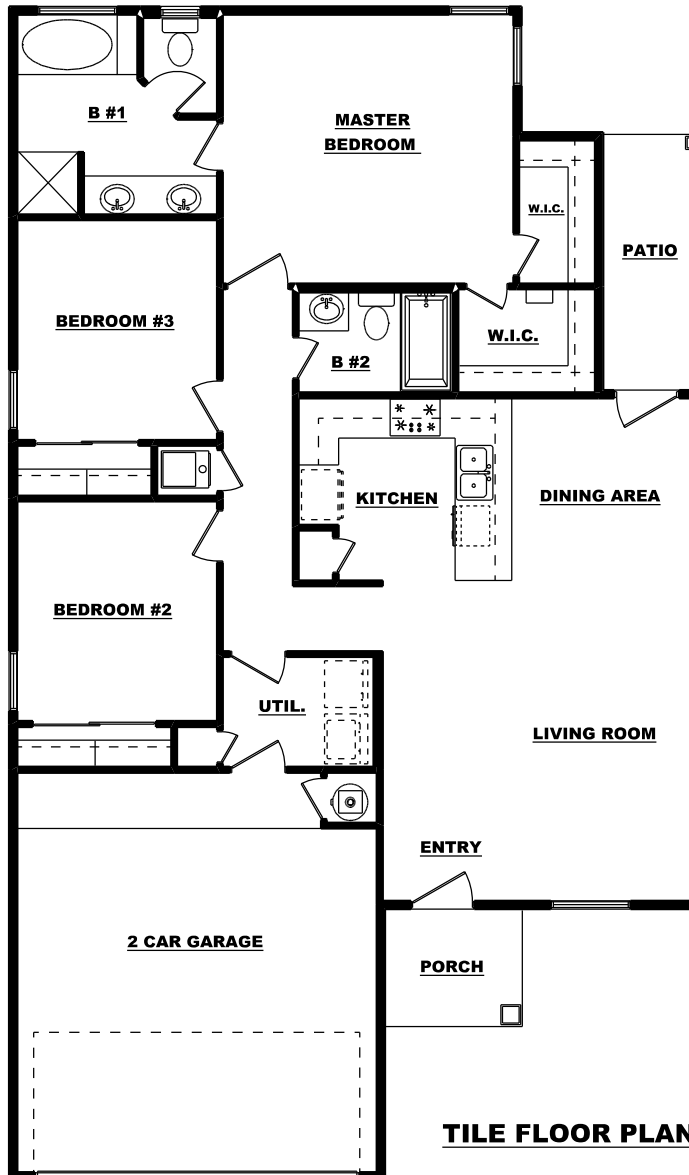 B #1
MASTER
BEDROOM
W.I.C.
PATIO
BEDROOM #3
B #2
W.I.C.
KITCHEN
DINING AREA
BEDROOM #2
UTIL.
LIVING ROOM
ENTRY
2 CAR GARAGE
PORCH
TILE FLOOR PLAN